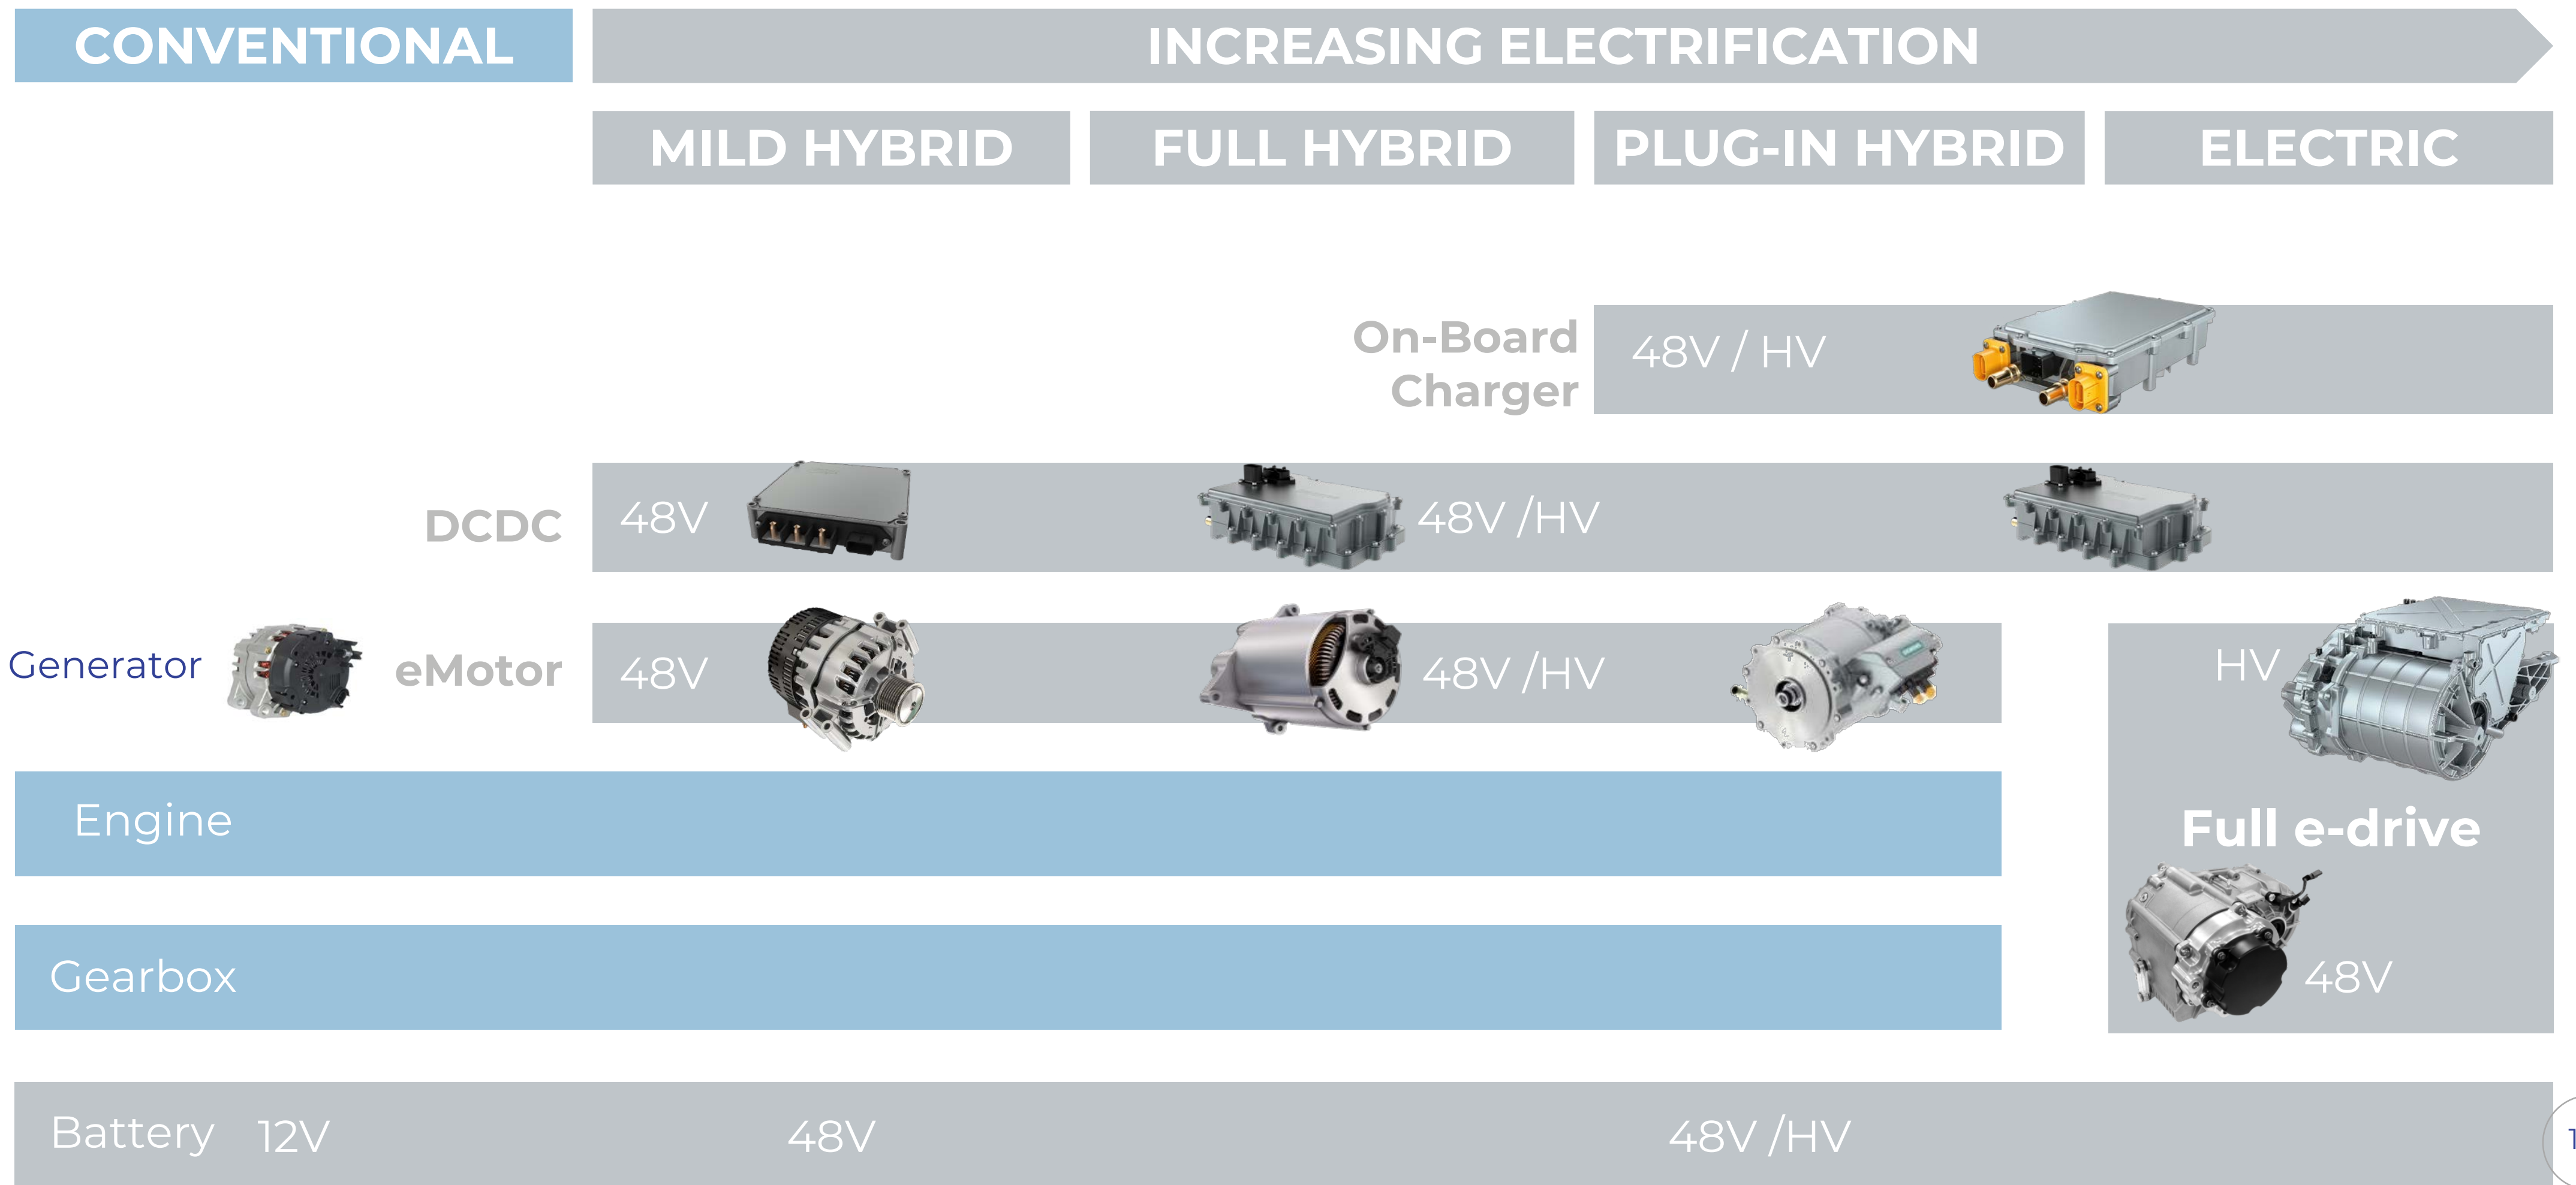 CONVENTIONAL
INCREASING ELECTRIFICATION
MILD HYBRID
FULL HYBRID
PLUG-IN HYBRID
ELECTRIC
On-Board
Charger
48V / HV
DCDC
48V
48V /HV
Generator
eMotor
48V
48V /HV
HV
Engine
Full e-drive
Gearbox
48V
Battery
12V
48V
48V /HV